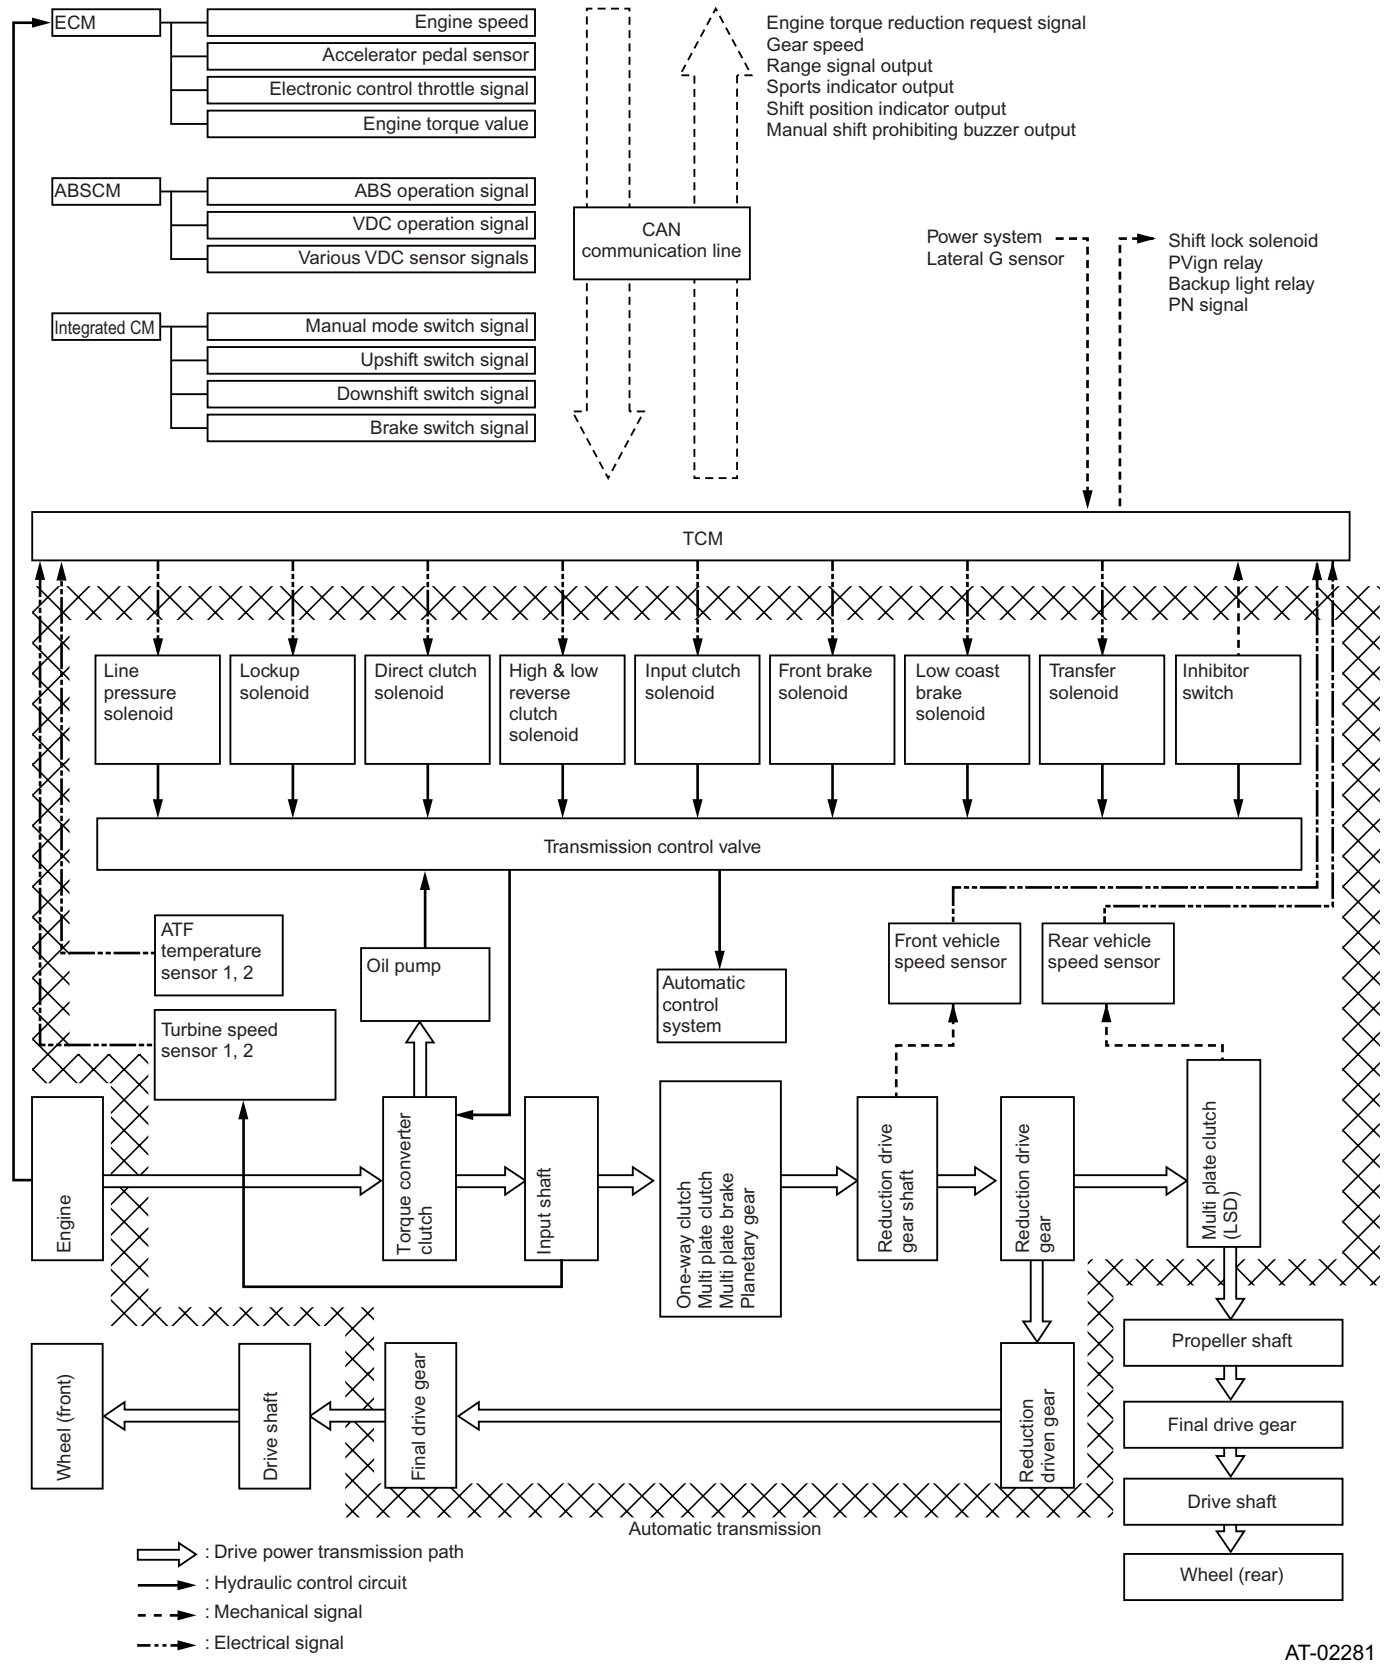 ECM
Engine speed
Accelerator pedal sensor
Electronic control throttle signal
Engine torque value
ABSCM
ABS operation signal
VDC operation signal
Various VDC sensor signals
Integrated CM
Manual mode switch signal
Upshift switch signal
Downshift switch signal
Brake switch signal
CAN
communication line
Engine torque reduction request signal
Gear speed
Range signal output
Sports indicator output
Shift position indicator output
Manual shift prohibiting buzzer output
Power system
Lateral G sensor
Shift lock solenoid
PVign relay
Backup light relay
PN signal
TCM
Line
pressure
solenoid
Lockup
solenoid
Direct clutch
solenoid
High & low
reverse
clutch
solenoid
Input clutch
solenoid
Front brake
solenoid
Low coast
brake
solenoid
Transfer
solenoid
Inhibitor
switch
Transmission control valve
ATF
temperature
sensor 1, 2
Turbine speed
sensor 1, 2
Oil pump
Automatic
control
system
Front vehicle
speed sensor
Rear vehicle
speed sensor
Engine
Torque converter
clutch
Input shaft
One-way clutch
Multi plate clutch
Multi plate brake
Planetary gear
Reduction drive
gear shaft
Reduction drive
gear
Multi plate clutch
(LSD)
Wheel (front)
Drive shaft
Final drive gear
Reduction
driven gear
Propeller shaft
Final drive gear
Drive shaft
Wheel (rear)
Automatic transmission
: Drive power transmission path
: Hydraulic control circuit
: Mechanical signal
: Electrical signal
AT-02281